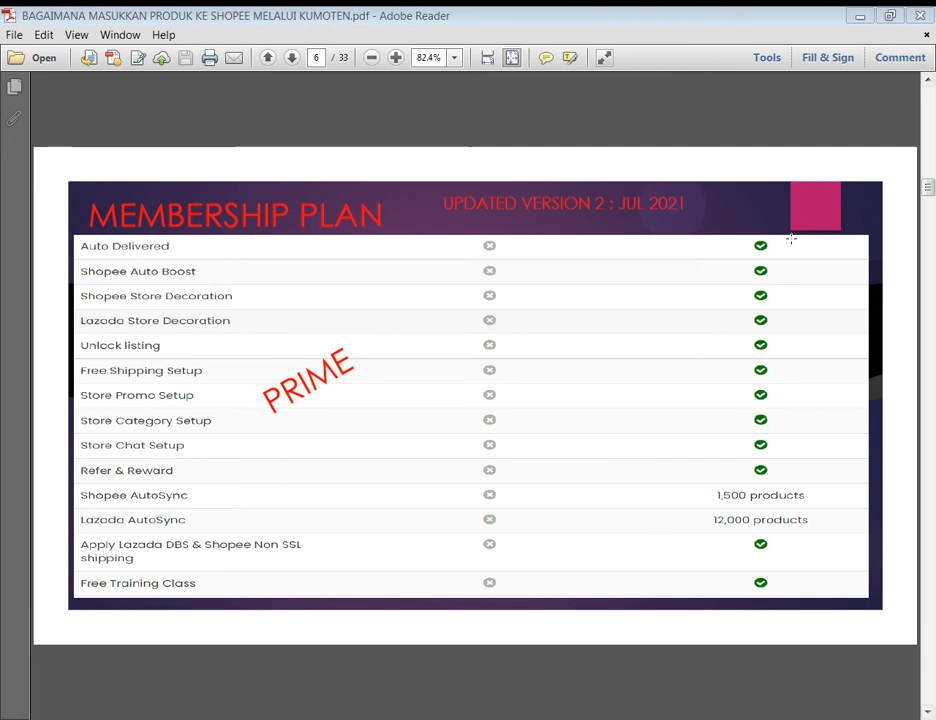 BAGAIMANA MASUKKAN PRODUK KE SHOPEE MELALUI KUMOTEN.pdf - Adobe Reader
File Edit View Window Help
Open 6 / 33 82.4% Tools Fill & Sign Comment
MEMBERSHIP PLAN
UPDATED VERSION 2 : JUL 2021
Auto Delivered
Shopee Auto Boost
Shopee Store Decoration
Lazada Store Decoration
Unlock listing
Free Shipping Setup
PRIME
Store Promo Setup
Store Category Setup
Store Chat Setup
Refer & Reward
Shopee AutoSync 1,500 products
Lazada AutoSync 12,000 products
Apply Lazada DBS & Shopee Non SSL
shipping
Free Training Class